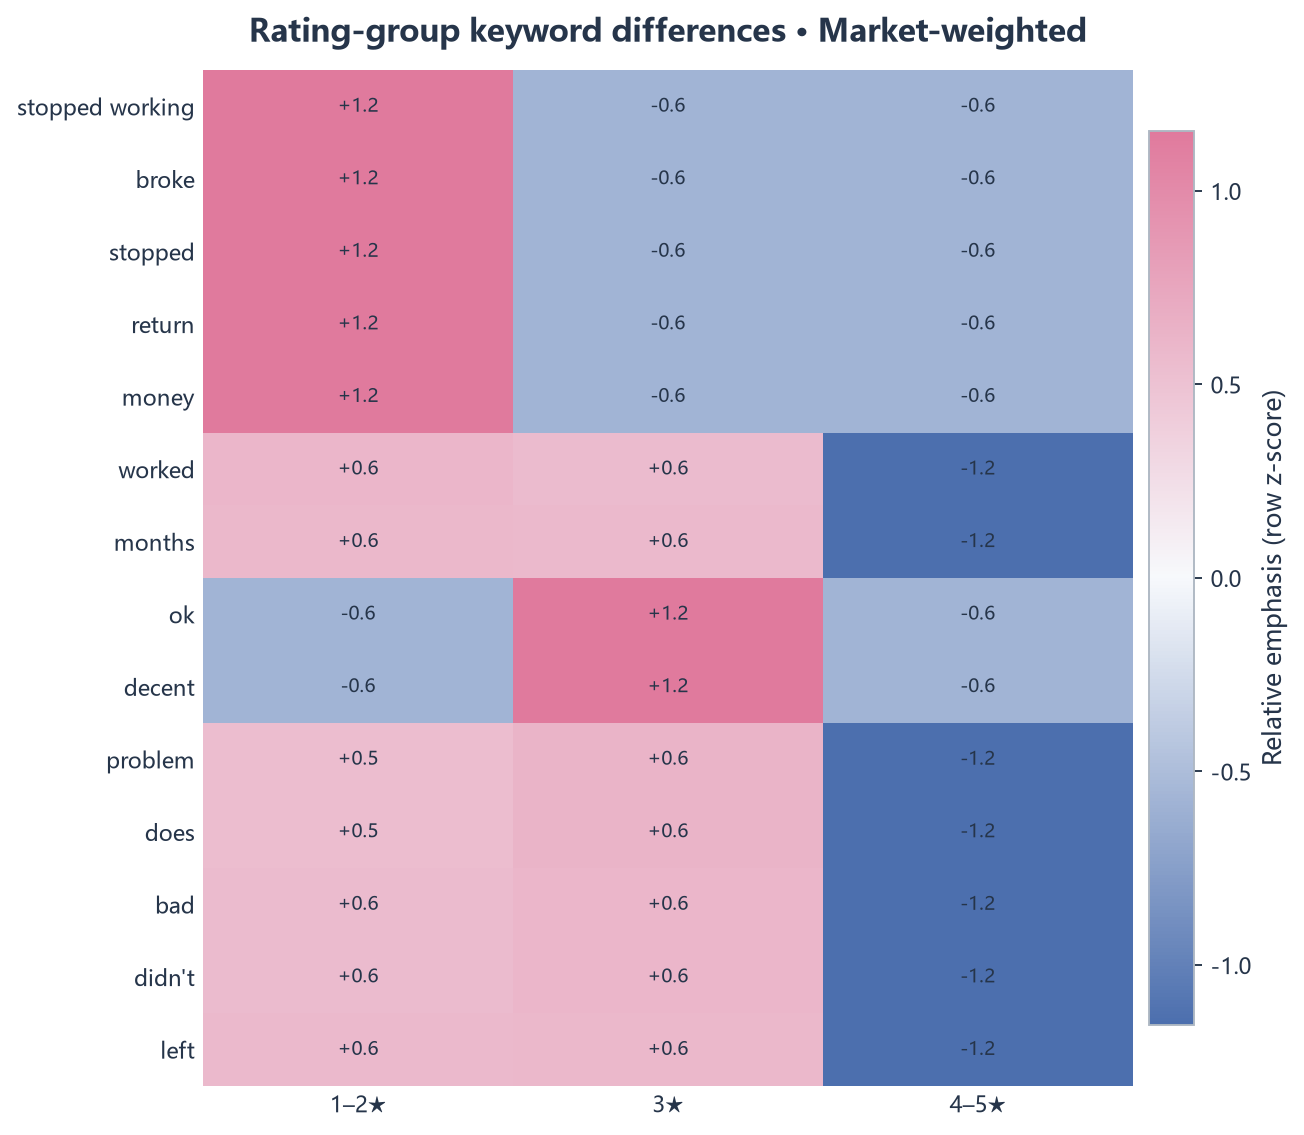 Rating-group keyword differences • Market-weighted
stopped working +1.2 -0.6 -0.6
broke +1.2 -0.6 -0.6
stopped +1.2 -0.6 -0.6
return +1.2 -0.6 -0.6
money +1.2 -0.6 -0.6
worked +0.6 +0.6 -1.2
months +0.6 +0.6 -1.2
ok -0.6 +1.2 -0.6
decent -0.6 +1.2 -0.6
problem +0.5 +0.6 -1.2
does +0.5 +0.6 -1.2
bad +0.6 +0.6 -1.2
didn't +0.6 +0.6 -1.2
left +0.6 +0.6 -1.2
1–2★ 3★ 4–5★
1.0
0.5
0.0
-0.5
-1.0
Relative emphasis (row z-score)